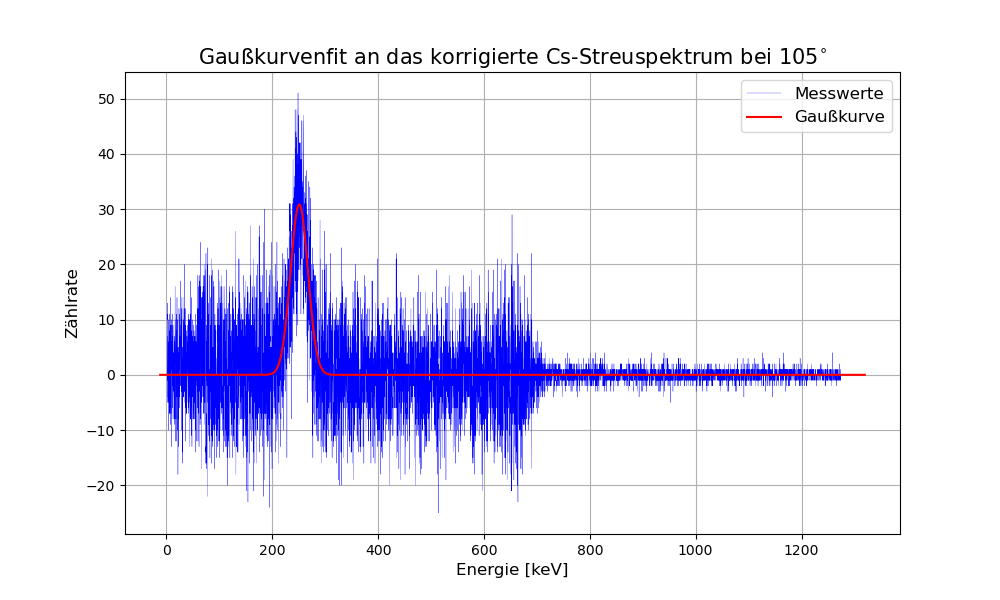 Gaußkurvenfit an das korrigierte Cs-Streuspektrum bei 105°
Messwerte
Gaußkurve
Zählrate
50
40
30
20
10
0
−10
−20
0 200 400 600 800 1000 1200
Energie [keV]